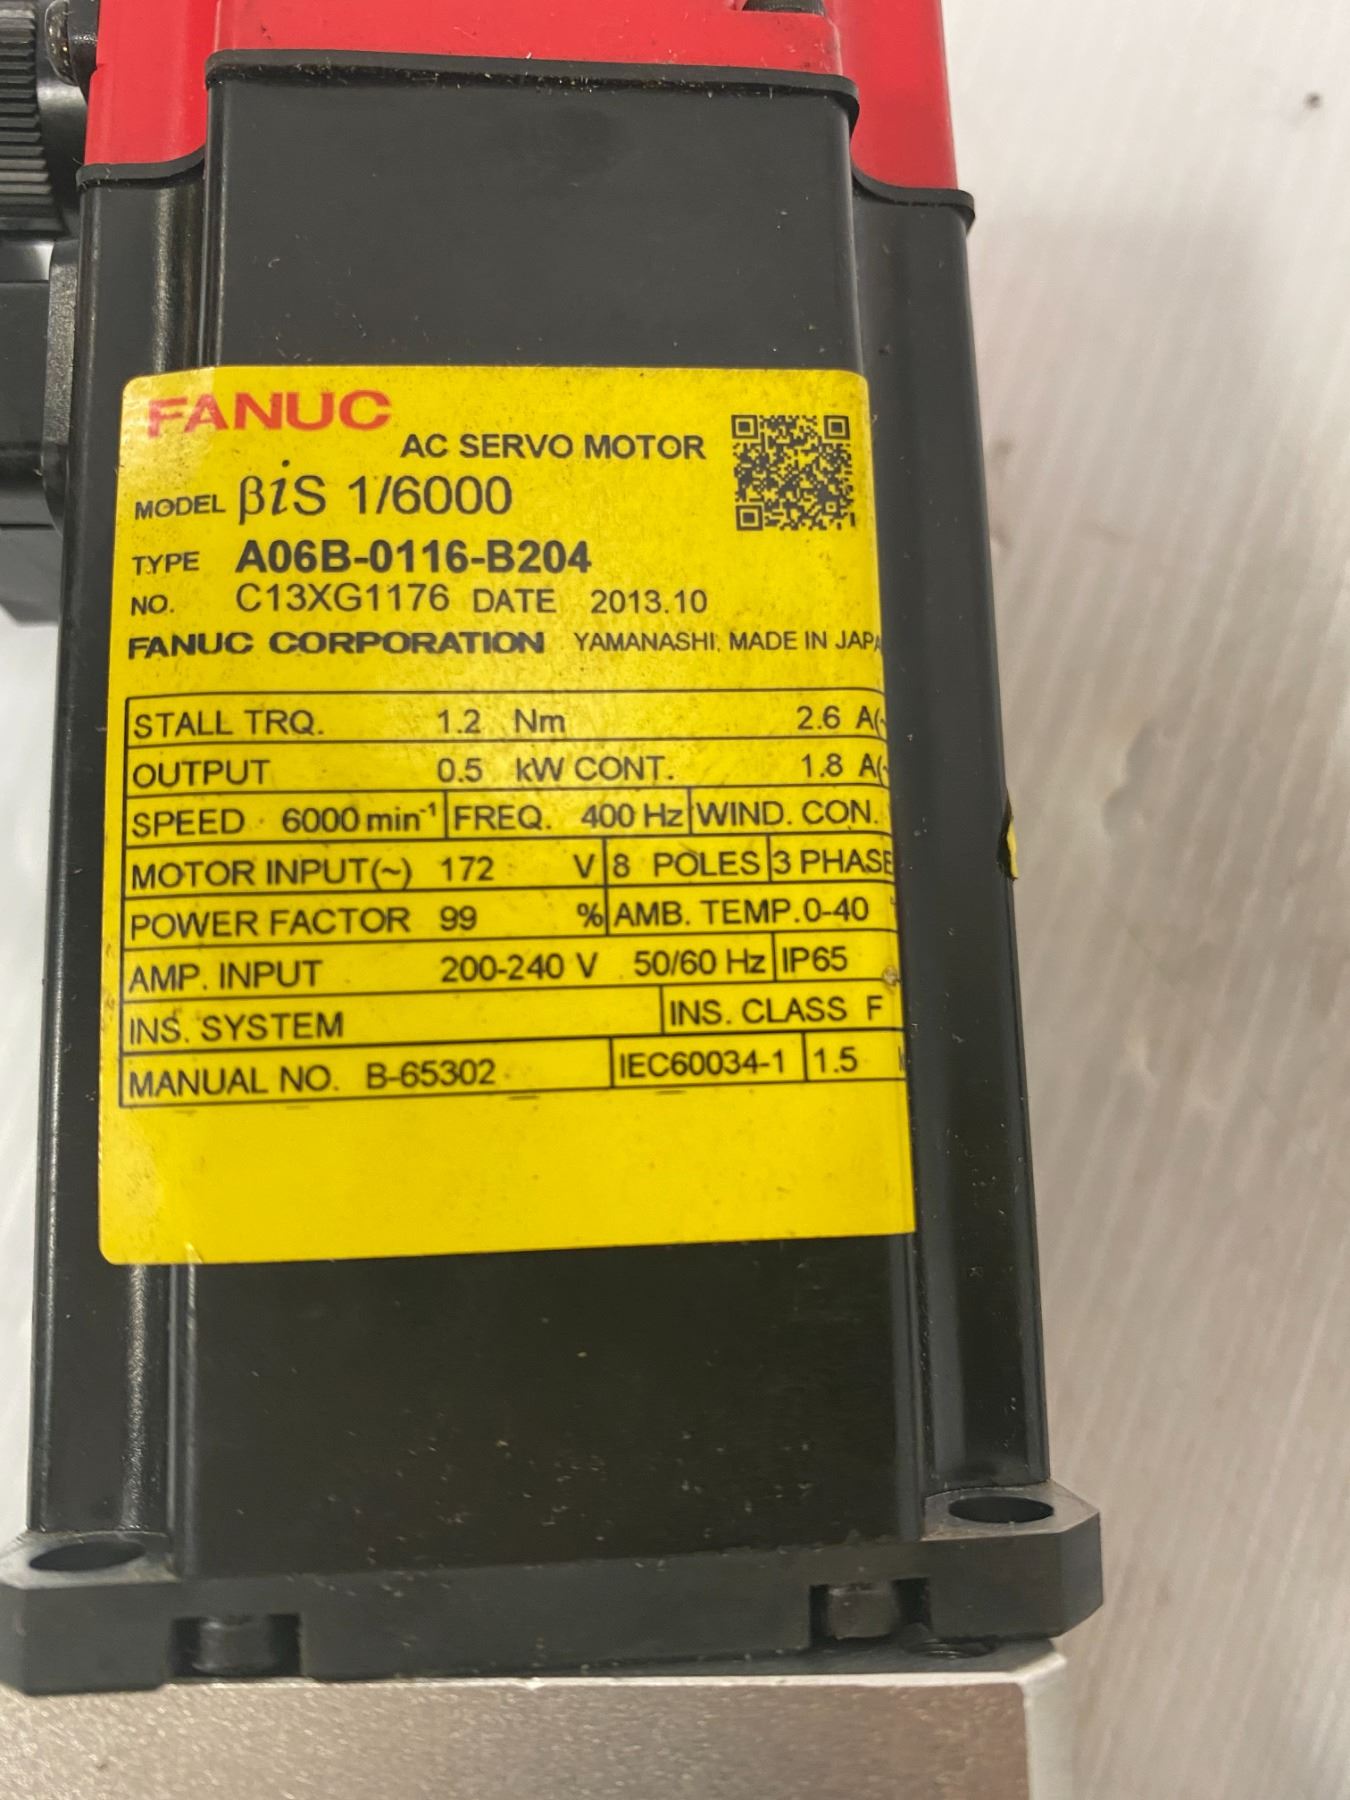 FANUC
AC SERVO MOTOR
MODEL βiS 1/6000
TYPE A06B-0116-B204
NO. C13XG1176 DATE 2013.10
FANUC CORPORATION YAMANASHI, MADE IN JAPA
STALL TRQ. 1.2 Nm 2.6 A(~
OUTPUT 0.5 kW CONT. 1.8 A(~
SPEED 6000 min⁻¹ FREQ. 400 Hz WIND. CON.
MOTOR INPUT(~) 172 V 8 POLES 3 PHASE
POWER FACTOR 99 % AMB. TEMP. 0-40
AMP. INPUT 200-240 V 50/60 Hz IP65
INS. SYSTEM INS. CLASS F
MANUAL NO. B-65302 IEC60034-1 1.5